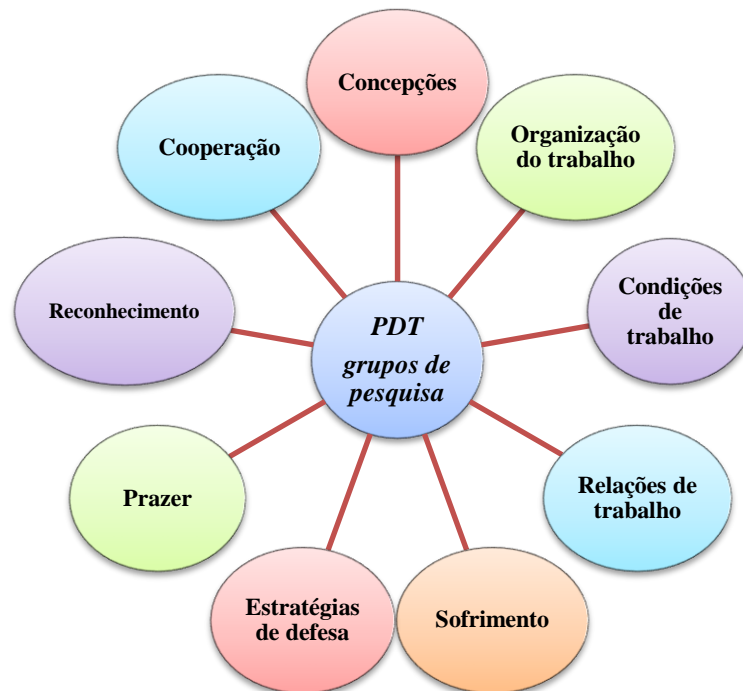 Concepções
Organização
do trabalho
Condições
de
trabalho
Relações de
trabalho
Sofrimento
Estratégias
de defesa
Prazer
Reconhecimento
Cooperação
PDT
grupos de
pesquisa